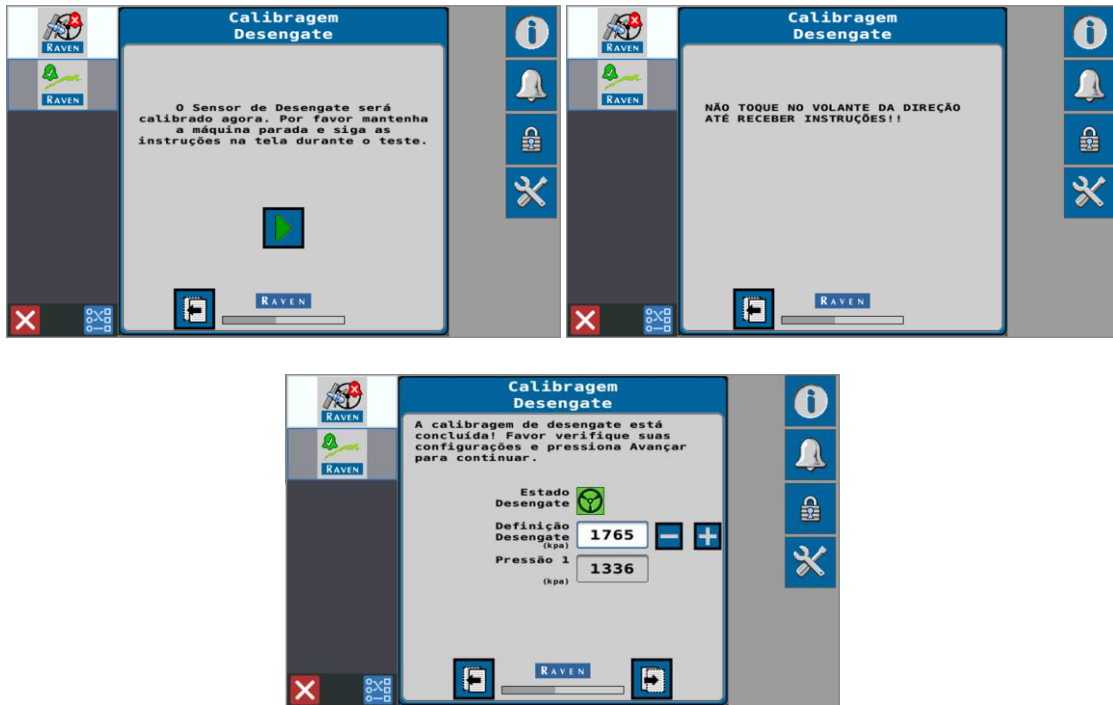 Calibragem
Desengate
RAVEN
RAVEN
O Sensor de Desengate será
calibrado agora. Por favor mantenha
a máquina parada e siga as
instruções na tela durante o teste.
RAVEN
Calibragem
Desengate
RAVEN
RAVEN
NÃO TOQUE NO VOLANTE DA DIREÇÃO
ATÉ RECEBER INSTRUÇÕES!!
RAVEN
Calibragem
Desengate
RAVEN
RAVEN
A calibragem de desengate está
concluída! Favor verifique suas
configurações e pressiona Avançar
para continuar.
Estado
Desengate
Definição
Desengate 1765
(kpa)
Pressão 1 1336
(kpa)
RAVEN